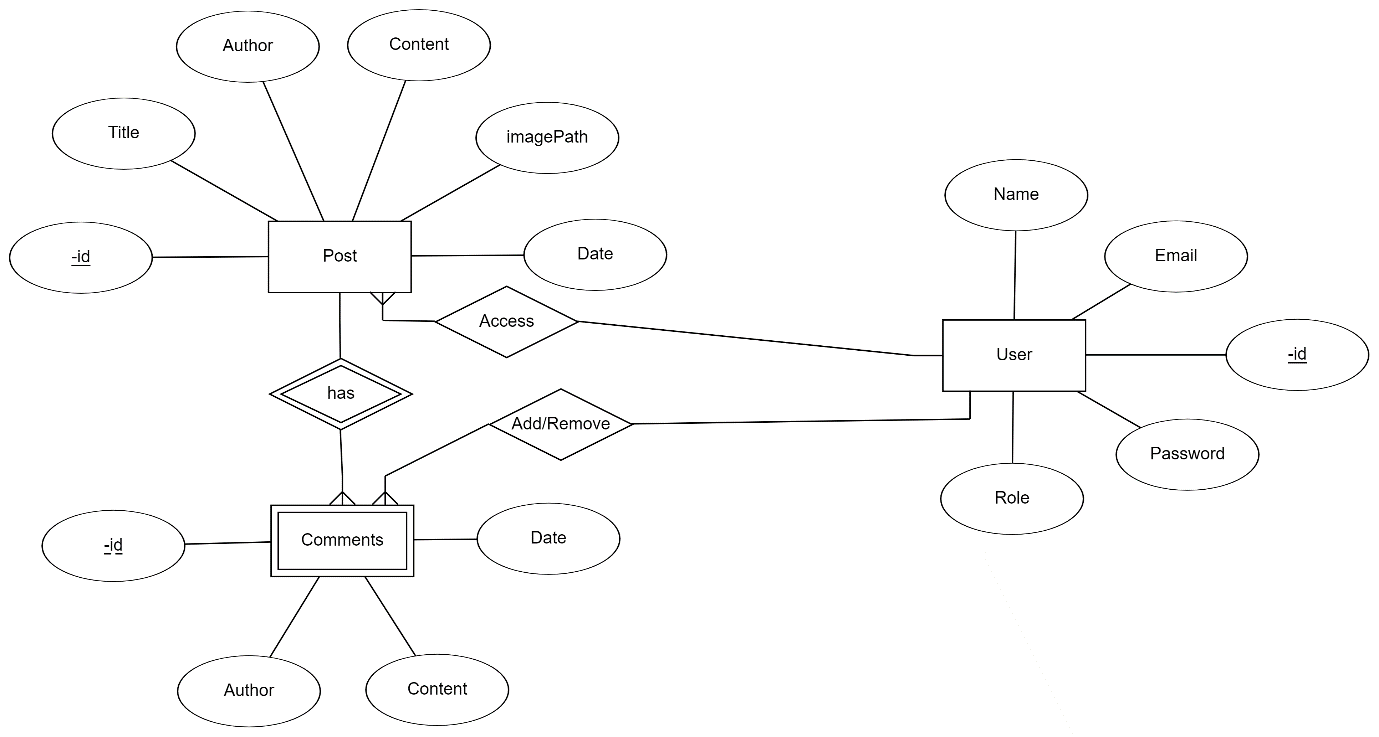 Author
Content
Title
imagePath
-id
Post
Date
Name
Email
Access
User
-id
has
Add/Remove
Password
Role
-id
Comments
Date
Author
Content